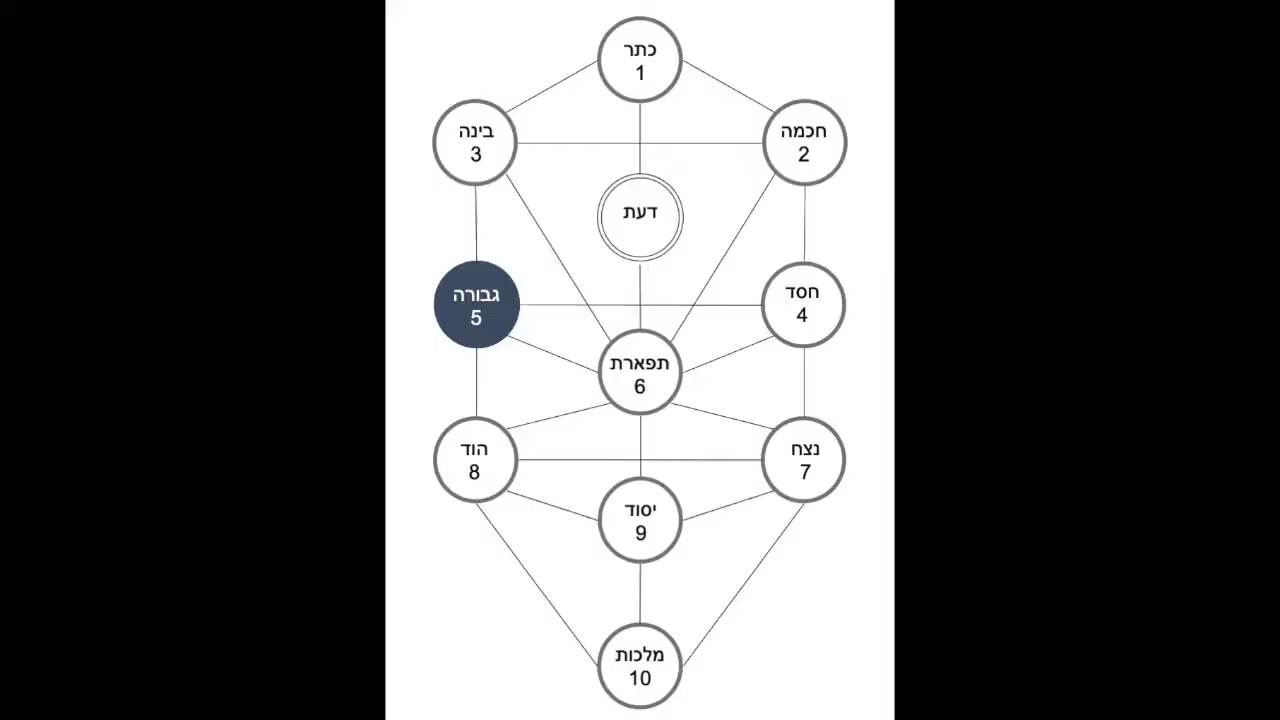 כתר
1
חכמה
2
בינה
3
דעת
חסד
4
גבורה
5
תפארת
6
נצח
7
הוד
8
יסוד
9
מלכות
10